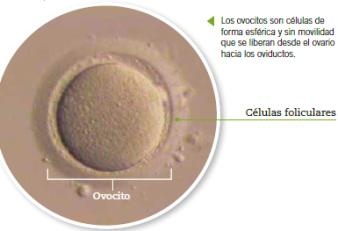 Los ovocitos son células de
forma esférica y sin movilidad
que se liberan desde el ovario
hacia los oviductos.
Células foliculares
Ovocito